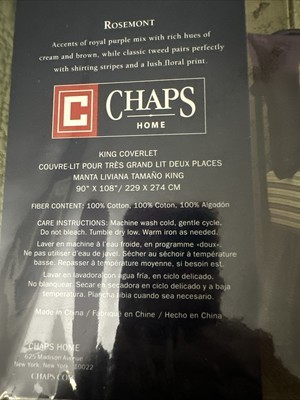 ROSEMONT
Accents of royal purple mix with rich hues of
cream and brown, while classic tweed pairs perfectly
with shirting stripes and a lush floral print.
C CHAPS
HOME
KING COVERLET
COUVRE-LIT POUR TRÈS GRAND LIT DEUX PLACES
MANTA LIVIANA TAMAÑO KING
90" X 108"/ 229 X 274 CM
FIBER CONTENT: 100% Cotton, 100% Coton, 100% Algodón
CARE INSTRUCTIONS: Machine wash cold, gentle cycle.
Do not bleach. Tumble dry low. Warm iron as needed.
Laver en machine à l'eau froide, en programme «doux».
Ne pas utiliser d'eau de javel. Sécher au séchoir à température
basse. Repasser à température moyenne, si besoin est.
Lavar en lavadora con agua fría, en ciclo delicado.
No blanquear. Secar en secadora en ciclo delicado y a baja
temperatura. Plancha tibia cuando sea necesario.
Made in China / Fabriqué en Chine / Hecho en China
CHAPS HOME
625 Madison Avenue
New York, New York 10022
CHAPS.COM